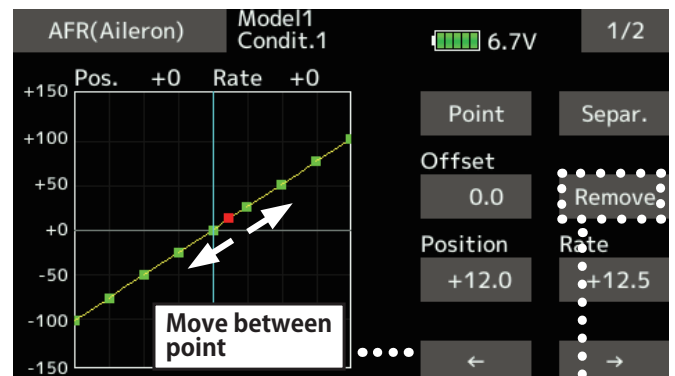 AFR(Aileron)
Model1
Condit.1
6.7V
1/2
Pos. +0 Rate +0
+150
+100
+50
+0
-50
-100
-150
Point
Separ.
Offset
0.0
Remove
Position
Rate
+12.0
+12.5
Move between
point
←
→